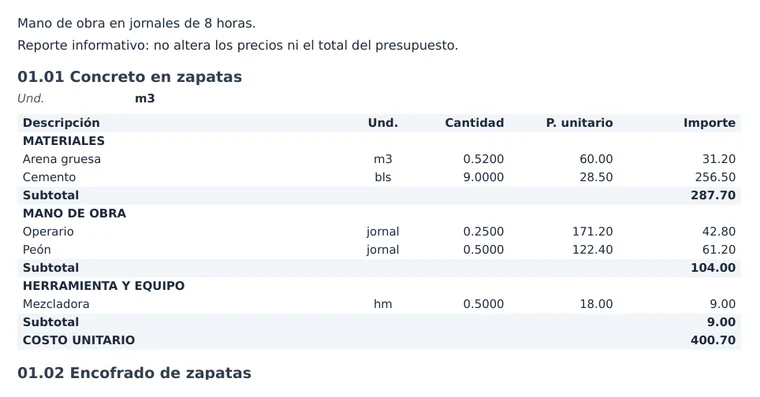 Mano de obra en jornales de 8 horas.
Reporte informativo: no altera los precios ni el total del presupuesto.
01.01 Concreto en zapatas
Und. m3
Descripción Und. Cantidad P. unitario Importe
MATERIALES
Arena gruesa m3 0.5200 60.00 31.20
Cemento bls 9.0000 28.50 256.50
Subtotal 287.70
MANO DE OBRA
Operario jornal 0.2500 171.20 42.80
Peón jornal 0.5000 122.40 61.20
Subtotal 104.00
HERRAMIENTA Y EQUIPO
Mezcladora hm 0.5000 18.00 9.00
Subtotal 9.00
COSTO UNITARIO 400.70
01.02 Encofrado de zapatas